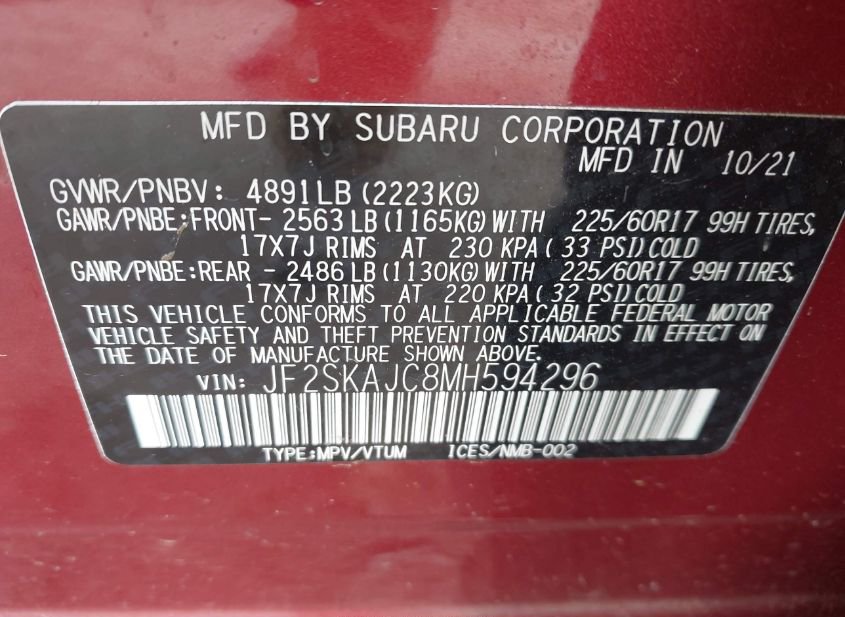 MFD BY SUBARU CORPORATION
MFD IN 10/21
GVWR/PNBV: 4891LB (2223KG)
GAWR/PNBE:FRONT- 2563 LB (1165KG) WITH 225/60R17 99H TIRES,
17X7J RIMS AT 230 KPA ( 33 PSI) COLD
GAWR/PNBE:REAR - 2486 LB (1130KG) WITH 225/60R17 99H TIRES,
17X7J RIMS AT 220 KPA ( 32 PSI) COLD
THIS VEHICLE CONFORMS TO ALL APPLICABLE FEDERAL MOTOR
VEHICLE SAFETY AND THEFT PREVENTION STANDARDS IN EFFECT ON
THE DATE OF MANUFACTURE SHOWN ABOVE.
VIN: JF2SKAJC8MH594296
TYPE:MPV/VTUM ICES/NMB-002